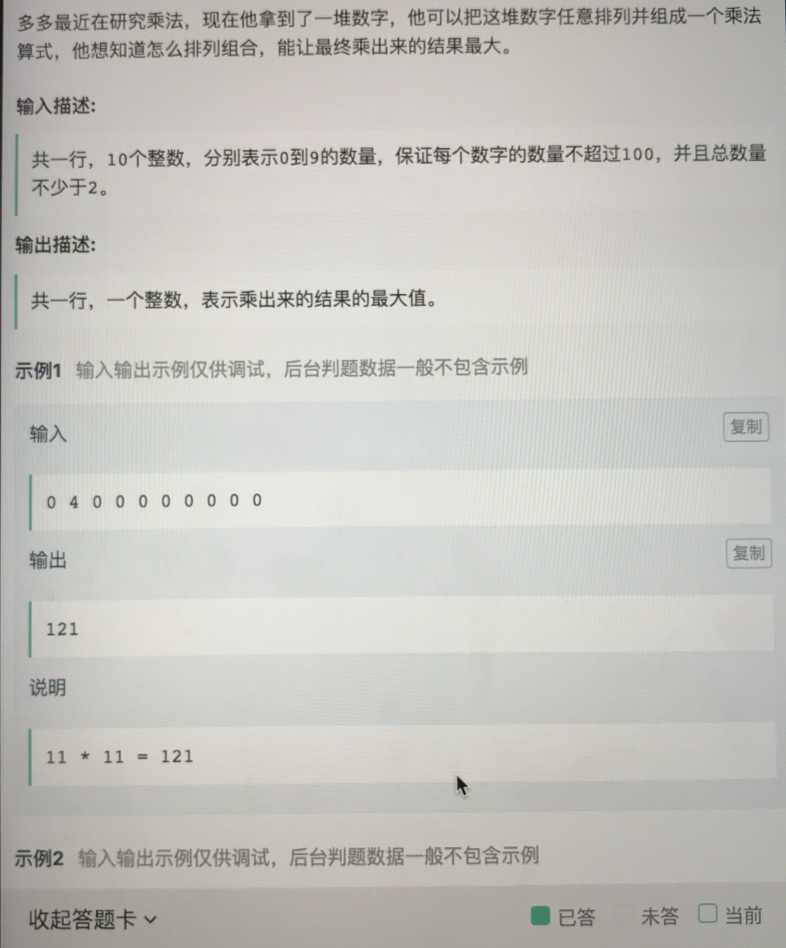 多多最近在研究乘法，现在他拿到了一堆数字，他可以把这堆数字任意排列并组成一个乘法
算式，他想知道怎么排列组合，能让最终乘出来的结果最大。
输入描述:
共一行，10个整数，分别表示0到9的数量，保证每个数字的数量不超过100，并且总数量
不少于2。
输出描述:
共一行，一个整数，表示乘出来的结果的最大值。
示例1 输入输出示例仅供调试，后台判题数据一般不包含示例
输入
复制
0 4 0 0 0 0 0 0 0 0
输出
复制
121
说明
11 * 11 = 121
示例2 输入输出示例仅供调试，后台判题数据一般不包含示例
收起答题卡 已答 未答 当前